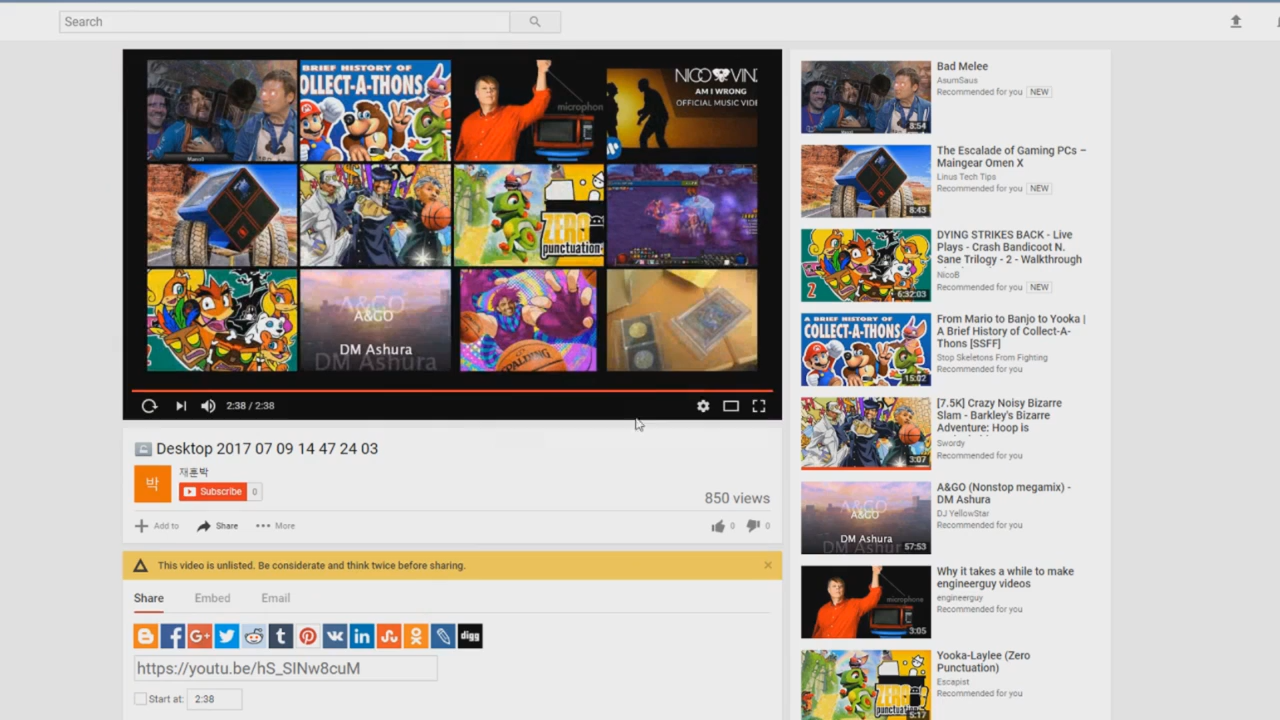 Search
BRIEF HISTORY OF
COLLECT-A-THONS
microphon
NICO VIN
AM I WRONG
OFFICIAL MUSIC VIDE
ZERO
punctuation
A&GO
DM Ashura
2:38 / 2:38
Desktop 2017 07 09 14 47 24 03
박
재훈박
Subscribe 0
850 views
Add to Share More 0 0
This video is unlisted. Be considerate and think twice before sharing.
Share Embed Email
digg
https://youtu.be/hS_SINw8cuM
Start at: 2:38
8:54
Bad Melee
AsumSaus
Recommended for you NEW
8:43
The Escalade of Gaming PCs –
Maingear Omen X
Linus Tech Tips
Recommended for you NEW
2
6:32:03
DYING STRIKES BACK - Live
Plays - Crash Bandicoot N.
Sane Trilogy - 2 - Walkthrough
NicoB
Recommended for you NEW
A BRIEF HISTORY OF
COLLECT-A-THONS
15:02
From Mario to Banjo to Yooka |
A Brief History of Collect-A-
Thons [SSFF]
Stop Skeletons From Fighting
Recommended for you
3:07
[7.5K] Crazy Noisy Bizarre
Slam - Barkley's Bizarre
Adventure: Hoop is
Swordy
Recommended for you
A&GO
DM Ashura
57:53
A&GO (Nonstop megamix) -
DM Ashura
DJ YellowStar
Recommended for you
microphone
3:05
Why it takes a while to make
engineerguy videos
engineerguy
Recommended for you
ZERO
punctuation
5:17
Yooka-Laylee (Zero
Punctuation)
Escapist
Recommended for you